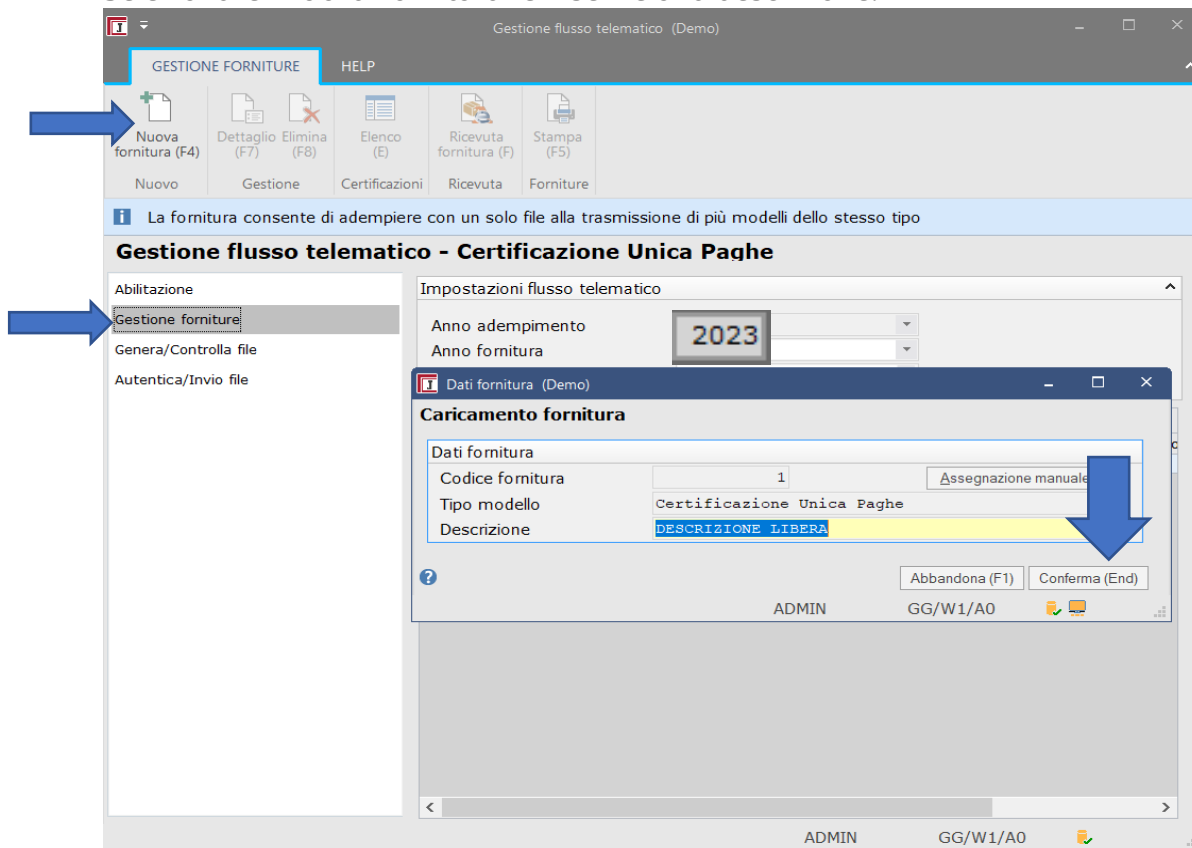 Gestione flusso telematico (Demo)
GESTIONE FORNITURE HELP
Nuova fornitura (F4)
Dettaglio (F7)
Elimina (F8)
Elenco (E)
Ricevuta fornitura (F)
Stampa (F5)
Nuovo Gestione Certificazioni Ricevuta Forniture
La fornitura consente di adempiere con un solo file alla trasmissione di più modelli dello stesso tipo
Gestione flusso telematico - Certificazione Unica Paghe
Abilitazione
Gestione forniture
Genera/Controlla file
Autentica/Invio file
Impostazioni flusso telematico
Anno adempimento
2023
Anno fornitura
Dati fornitura (Demo)
Caricamento fornitura
Dati fornitura
Codice fornitura 1 Assegnazione manuale
Tipo modello Certificazione Unica Paghe
Descrizione DESCRIZIONE LIBERA
Abbandona (F1) Conferma (End)
ADMIN GG/W1/A0
ADMIN GG/W1/A0